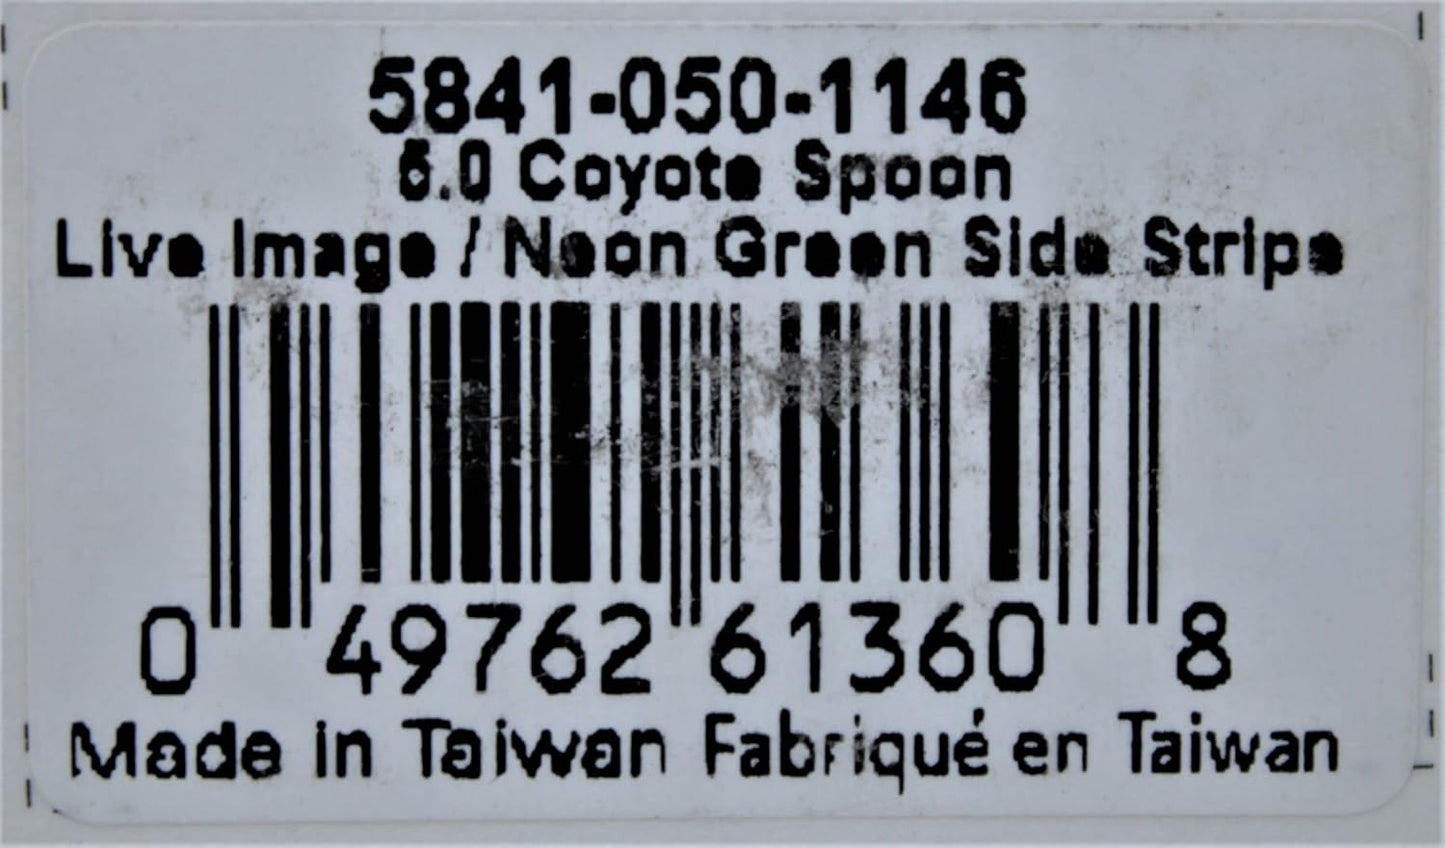 5841-050-1146
5.0 Coyote Spoon
Live Image / Neon Green Side Stripe
0 49762 61360 8
Made in Taiwan Fabriqué en Taiwan